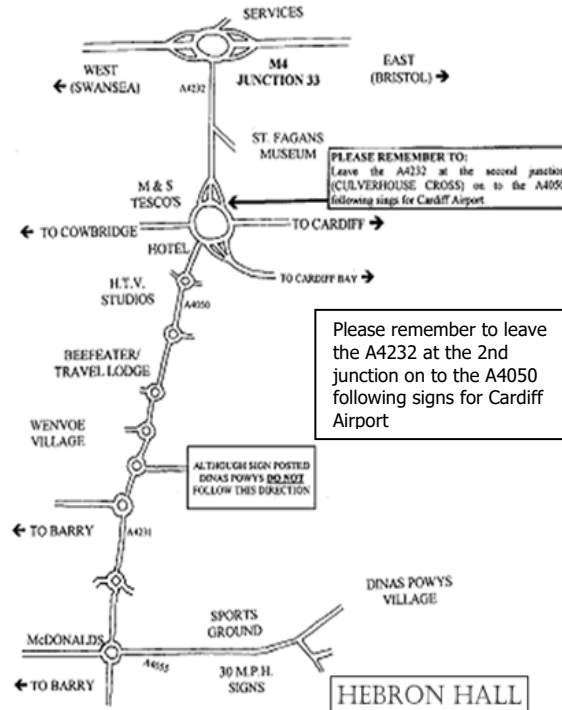 SERVICES
WEST
(SWANSEA)
M4
JUNCTION 33
EAST
(BRISTOL)
A4232
ST. FAGANS
MUSEUM
PLEASE REMEMBER TO:
Leave the A4232 at the second junction
(CULVERHOUSE CROSS) on to the A4050
following sings for Cardiff Airport
M & S
TESCO'S
TO COWBRIDGE
TO CARDIFF
HOTEL
TO CARDIFF BAY
H.T.V.
STUDIOS
A4050
Please remember to leave
the A4232 at the 2nd
junction on to the A4050
following signs for Cardiff
Airport
BEEFEATER/
TRAVEL LODGE
WENVOE
VILLAGE
ALTHOUGH SIGN POSTED
DINAS POWYS DO NOT
FOLLOW THIS DIRECTION
TO BARRY
A4231
DINAS POWYS
VILLAGE
SPORTS
GROUND
McDONALDS
A4055
30 M.P.H.
SIGNS
TO BARRY
HEBRON HALL